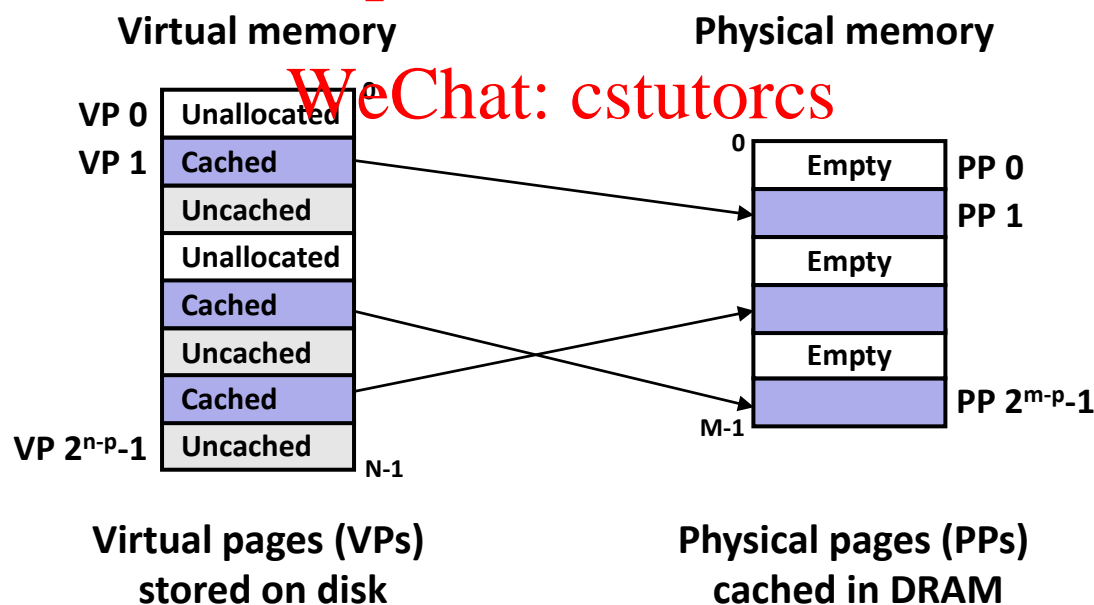 Virtual memory
Physical memory
WeChat: cstutorcs
0
VP 0
Unallocated
VP 1
Cached
Uncached
Unallocated
Cached
Uncached
Cached
VP 2^n-p-1
Uncached
N-1
0
Empty
PP 0
PP 1
Empty
Empty
PP 2^m-p-1
M-1
Virtual pages (VPs)
stored on disk
Physical pages (PPs)
cached in DRAM